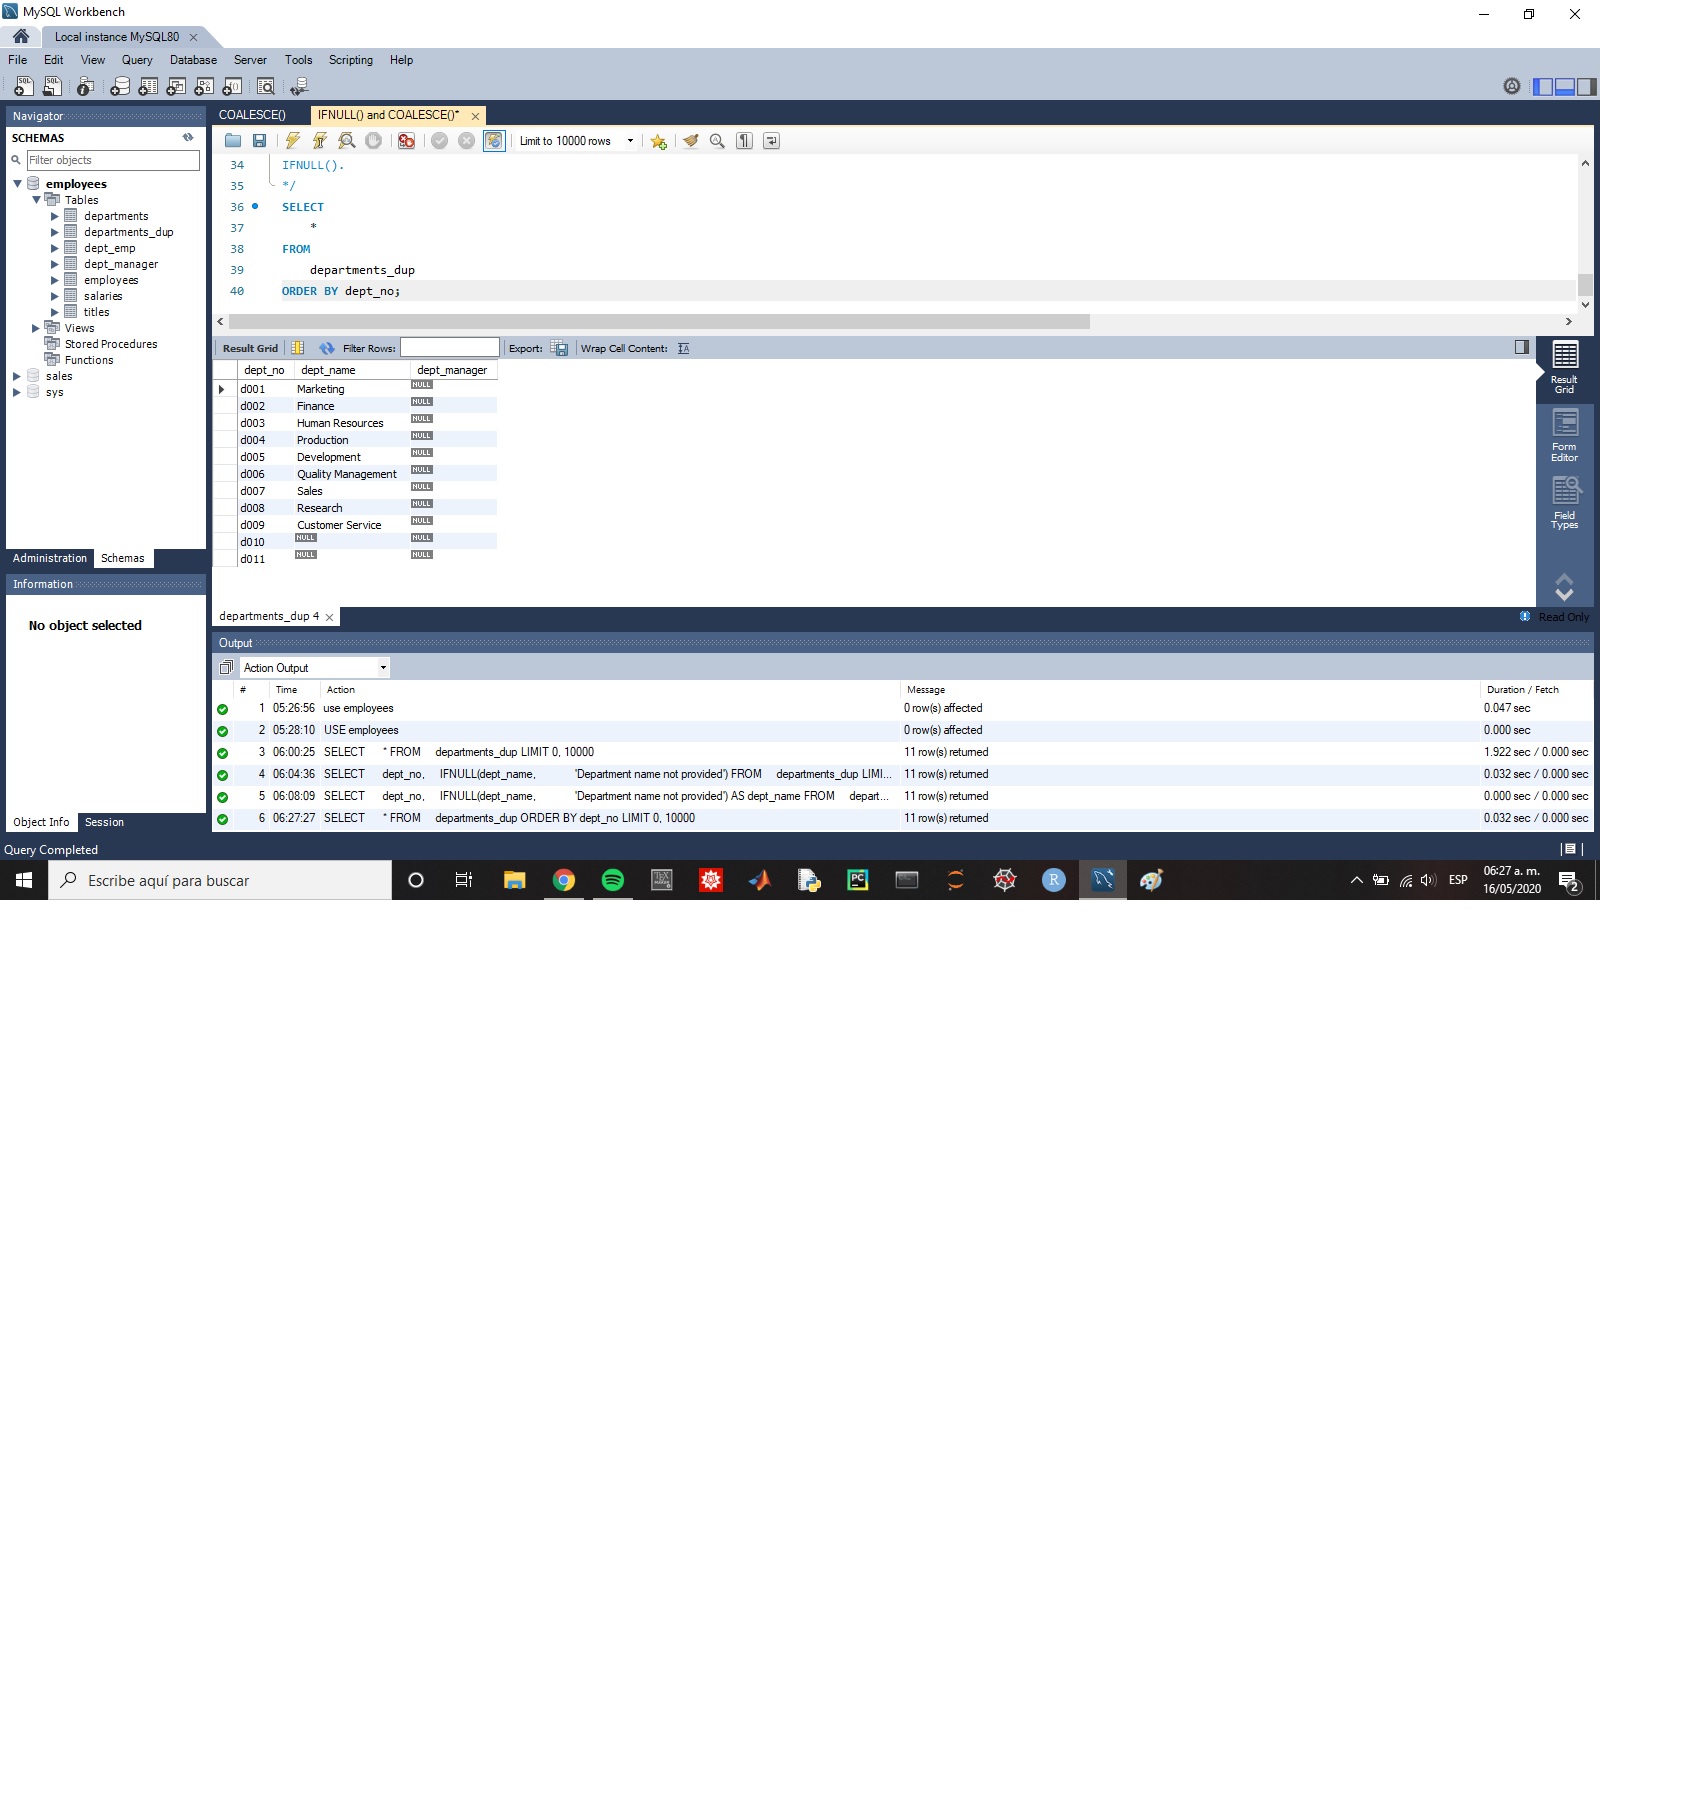 MySQL Workbench
Local instance MySQL80
File Edit View Query Database Server Tools Scripting Help
Navigator
SCHEMAS
Filter objects
employees
Tables
departments
departments_dup
dept_emp
dept_manager
employees
salaries
titles
Views
Stored Procedures
Functions
sales
sys
Administration Schemas
Information
No object selected
Object Info Session
COALESCE() IFNULL() and COALESCE()*
Limit to 10000 rows
34 IFNULL().
35 */
36 SELECT
37 *
38 FROM
39 departments_dup
40 ORDER BY dept_no;
Result Grid Filter Rows: Export: Wrap Cell Content:
dept_no dept_name dept_manager
d001 Marketing NULL
d002 Finance NULL
d003 Human Resources NULL
d004 Production NULL
d005 Development NULL
d006 Quality Management NULL
d007 Sales NULL
d008 Research NULL
d009 Customer Service NULL
d010 NULL NULL
d011 NULL NULL
Result Grid
Form Editor
Field Types
departments_dup 4 Read Only
Output
Action Output
# Time Action Message Duration / Fetch
1 05:26:56 use employees 0 row(s) affected 0.047 sec
2 05:28:10 USE employees 0 row(s) affected 0.000 sec
3 06:00:25 SELECT * FROM departments_dup LIMIT 0, 10000 11 row(s) returned 1.922 sec / 0.000 sec
4 06:04:36 SELECT dept_no, IFNULL(dept_name, 'Department name not provided') FROM departments_dup LIMI... 11 row(s) returned 0.032 sec / 0.000 sec
5 06:08:09 SELECT dept_no, IFNULL(dept_name, 'Department name not provided') AS dept_name FROM depart... 11 row(s) returned 0.000 sec / 0.000 sec
6 06:27:27 SELECT * FROM departments_dup ORDER BY dept_no LIMIT 0, 10000 11 row(s) returned 0.032 sec / 0.000 sec
Query Completed
Escribe aquí para buscar
ESP
06:27 a. m.
16/05/2020
2